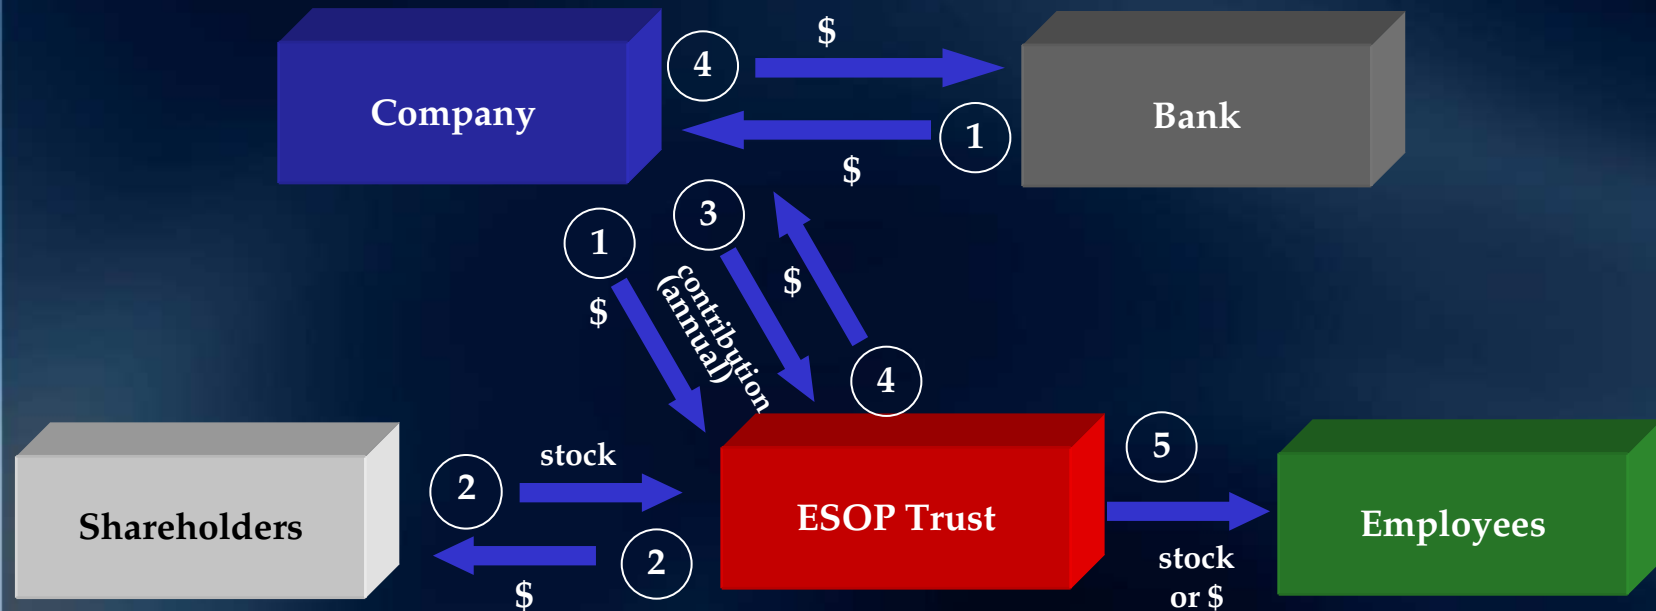 $
4
Company
Bank
1
$
3
1
contribution
(annual)
$
$
4
5
stock
2
ESOP Trust
Shareholders
Employees
2
stock
or $
$